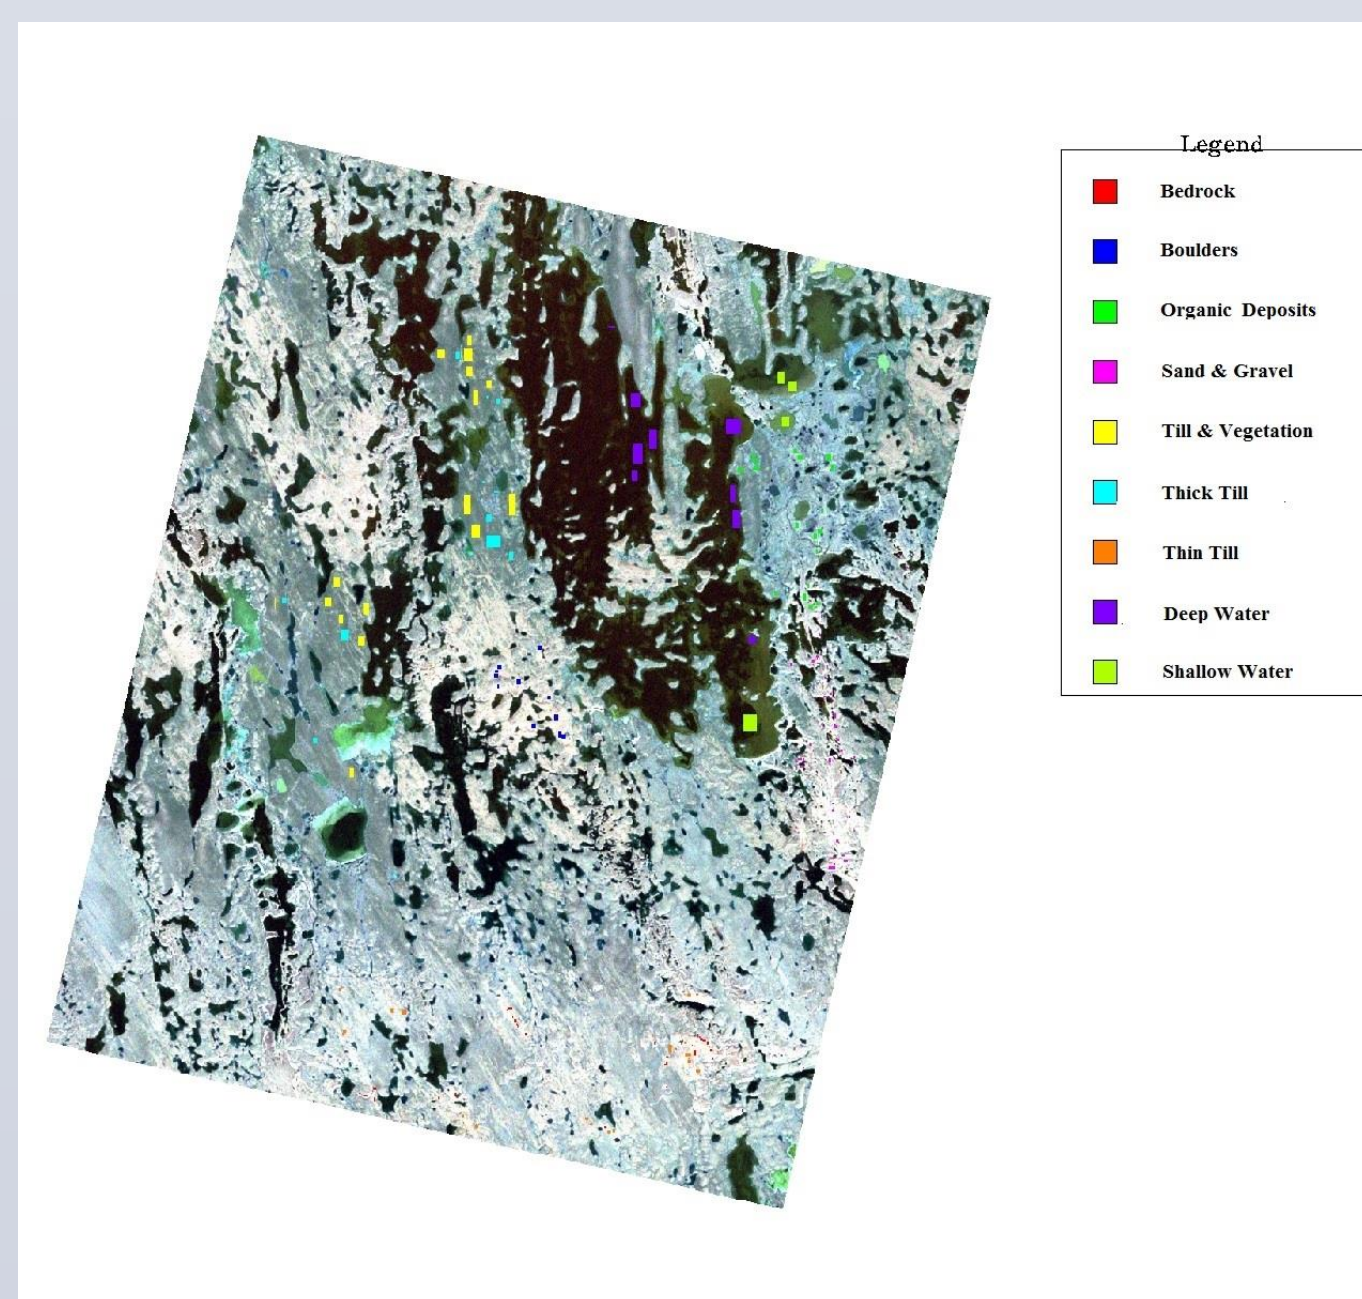 Legend
Bedrock
Boulders
Organic Deposits
Sand & Gravel
Till & Vegetation
Thick Till
Thin Till
Deep Water
Shallow Water